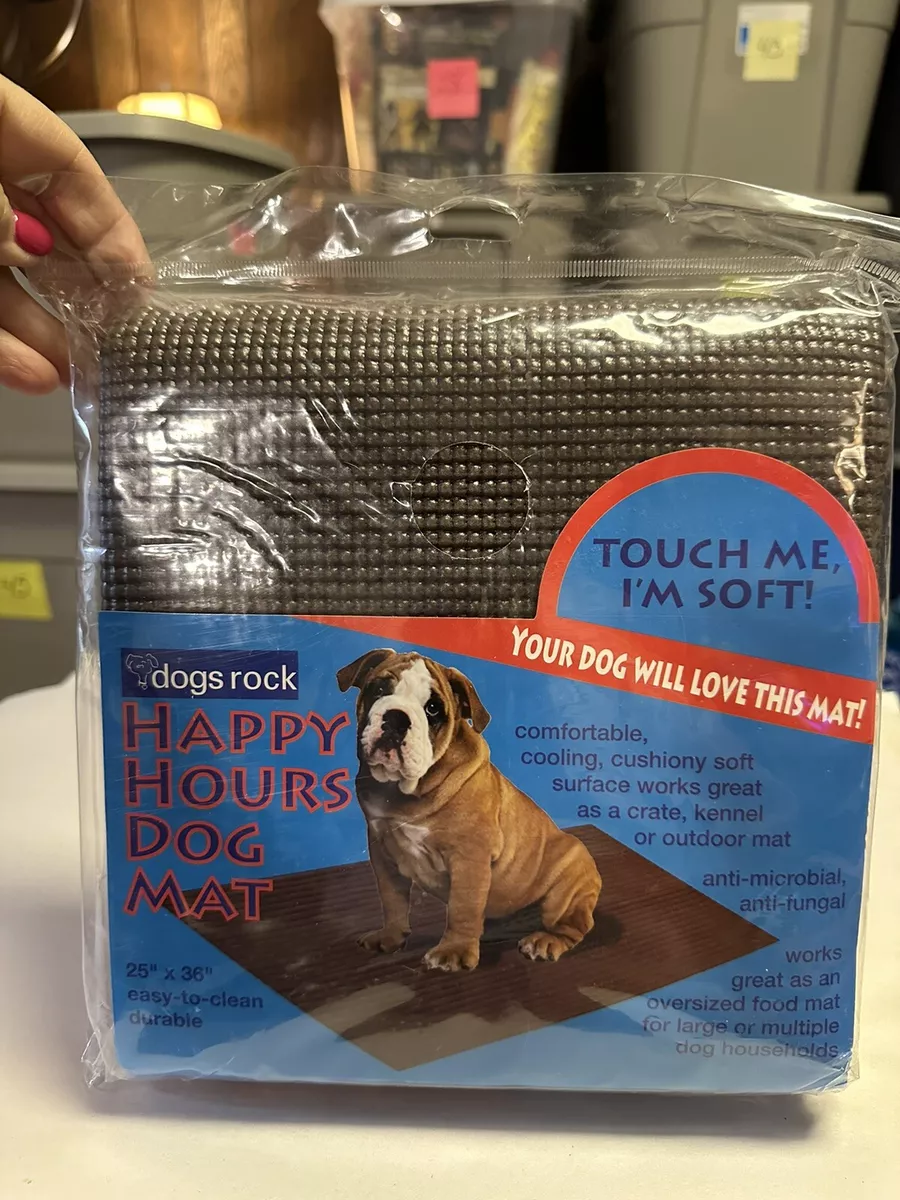 TOUCH ME,
I'M SOFT!
YOUR DOG WILL LOVE THIS MAT!
dogs rock
HAPPY
HOURS
DOG
MAT
comfortable,
cooling, cushiony soft
surface works great
as a crate, kennel
or outdoor mat
anti-microbial,
anti-fungal
25" x 36"
easy-to-clean
durable
works
great as an
oversized food mat
for large or multiple
dog households